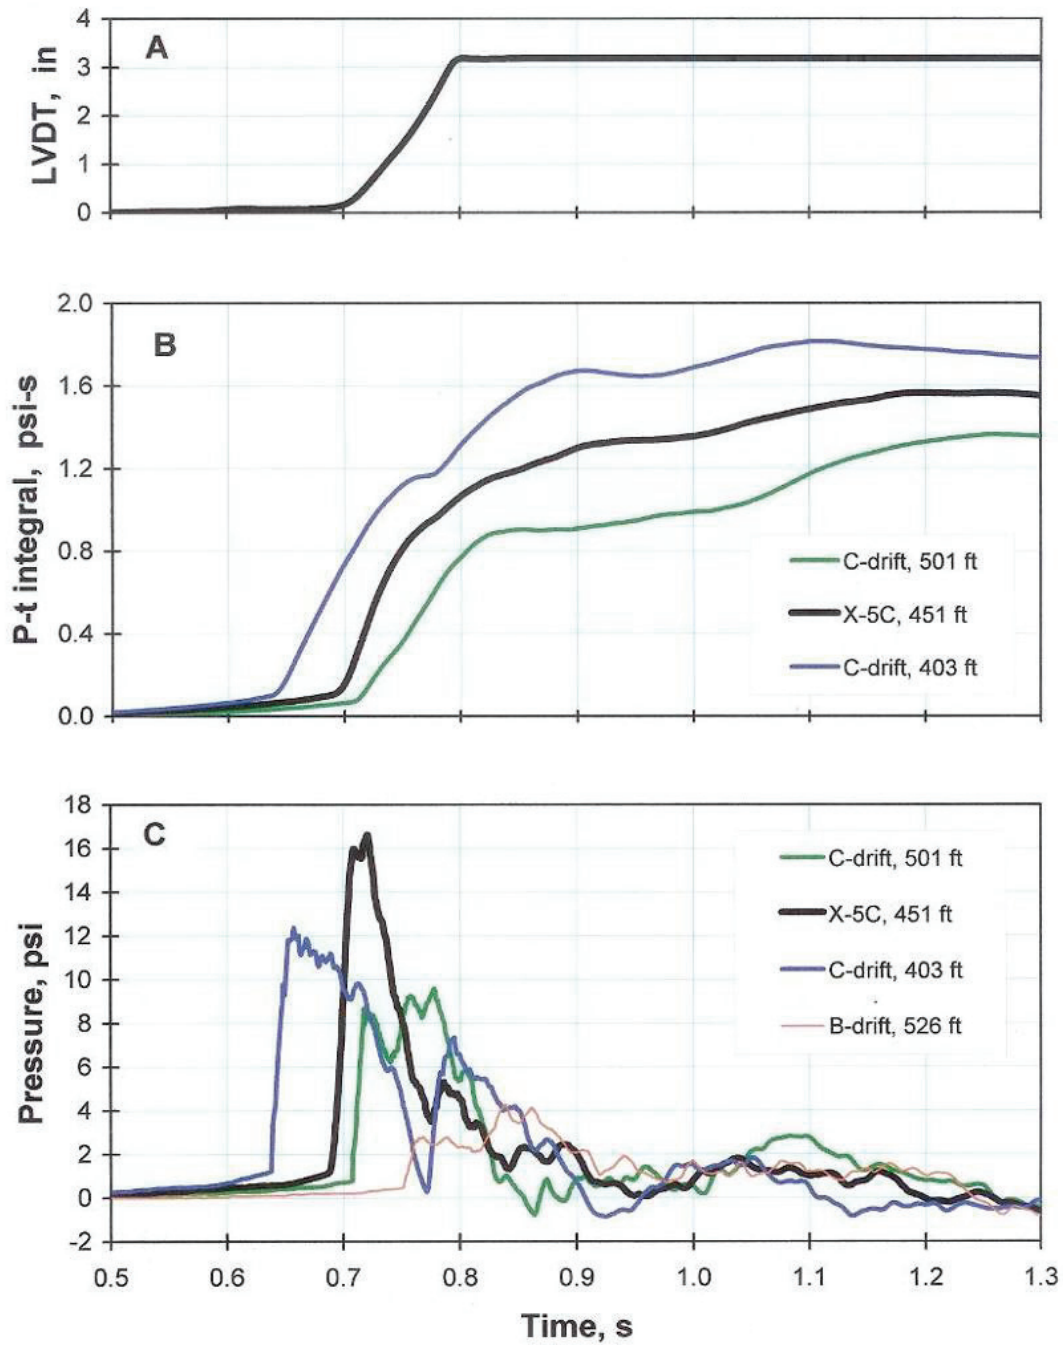 A
LVDT, in
4
3
2
1
0
B
P-t integral, psi-s
2.0
1.6
1.2
0.8
0.4
0.0
C-drift, 501 ft
X-5C, 451 ft
C-drift, 403 ft
C
Pressure, psi
18
16
14
12
10
8
6
4
2
0
-2
C-drift, 501 ft
X-5C, 451 ft
C-drift, 403 ft
B-drift, 526 ft
0.5 0.6 0.7 0.8 0.9 1.0 1.1 1.2 1.3
Time, s